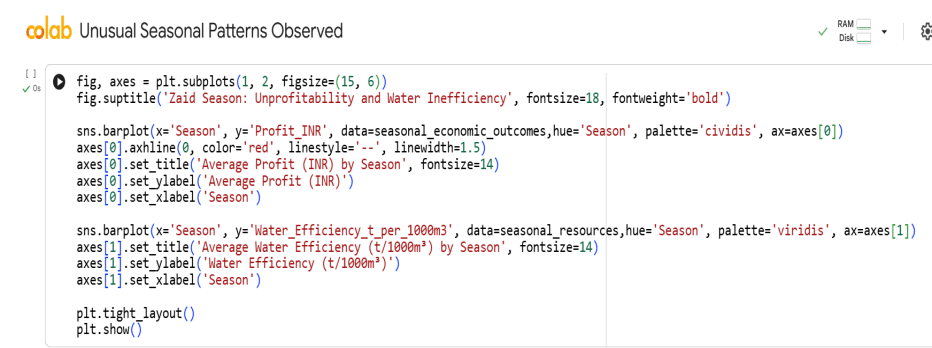 colab Unusual Seasonal Patterns Observed
RAM
Disk
[ ]
0s
fig, axes = plt.subplots(1, 2, figsize=(15, 6))
fig.suptitle('Zaid Season: Unprofitability and Water Inefficiency', fontsize=18, fontweight='bold')
sns.barplot(x='Season', y='Profit_INR', data=seasonal_economic_outcomes,hue='Season', palette='cividis', ax=axes[0])
axes[0].axhline(0, color='red', linestyle='--', linewidth=1.5)
axes[0].set_title('Average Profit (INR) by Season', fontsize=14)
axes[0].set_ylabel('Average Profit (INR)')
axes[0].set_xlabel('Season')
sns.barplot(x='Season', y='Water_Efficiency_t_per_1000m3', data=seasonal_resources,hue='Season', palette='viridis', ax=axes[1])
axes[1].set_title('Average Water Efficiency (t/1000m³) by Season', fontsize=14)
axes[1].set_ylabel('Water Efficiency (t/1000m³)')
axes[1].set_xlabel('Season')
plt.tight_layout()
plt.show()